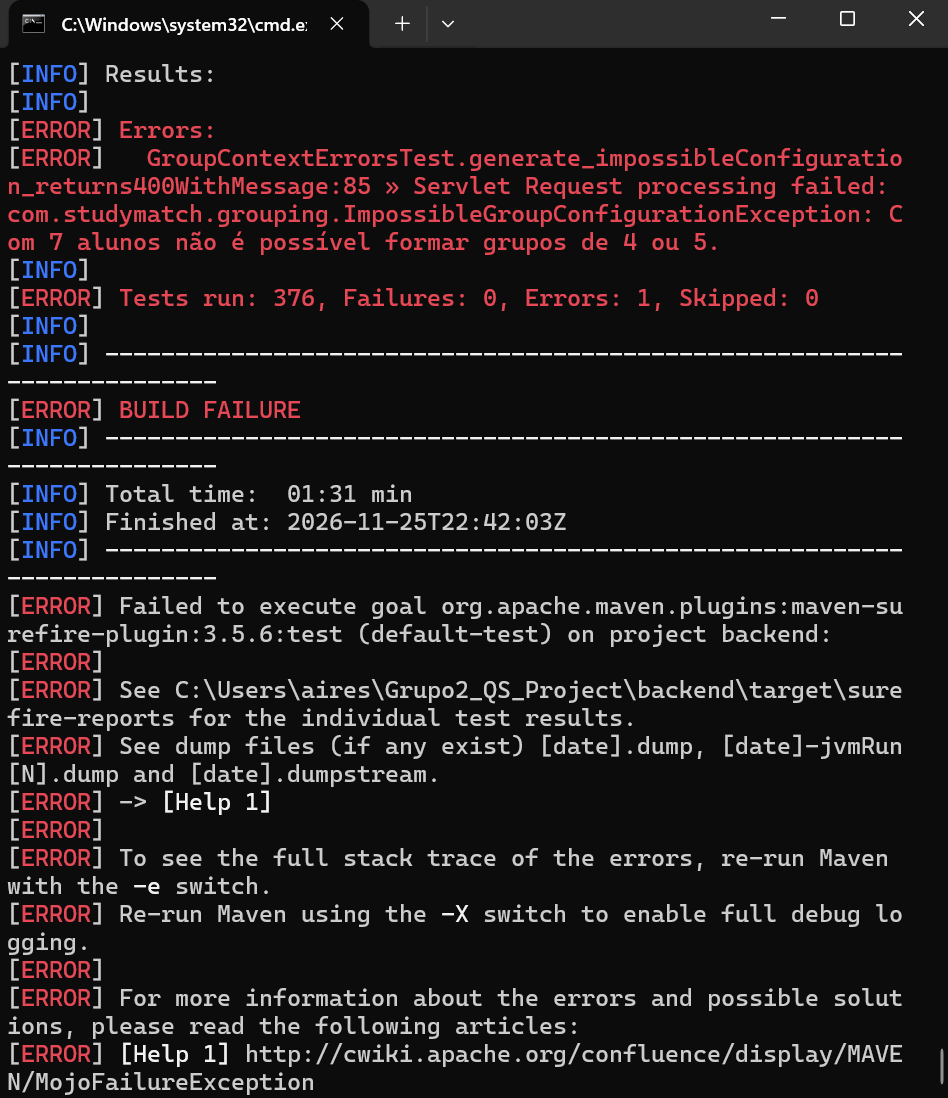 C:\Windows\system32\cmd.e
[INFO] Results:
[INFO]
[ERROR] Errors:
[ERROR]   GroupContextErrorsTest.generate_impossibleConfiguratio
n_returns400WithMessage:85 » Servlet Request processing failed:
com.studymatch.grouping.ImpossibleGroupConfigurationException: C
om 7 alunos não é possível formar grupos de 4 ou 5.
[INFO]
[ERROR] Tests run: 376, Failures: 0, Errors: 1, Skipped: 0
[INFO]
[INFO] ---------------------------------------------------------
---------------
[ERROR] BUILD FAILURE
[INFO] ---------------------------------------------------------
---------------
[INFO] Total time:  01:31 min
[INFO] Finished at: 2026-11-25T22:42:03Z
[INFO] ---------------------------------------------------------
---------------
[ERROR] Failed to execute goal org.apache.maven.plugins:maven-su
refire-plugin:3.5.6:test (default-test) on project backend:
[ERROR]
[ERROR] See C:\Users\aires\Grupo2_QS_Project\backend\target\sure
fire-reports for the individual test results.
[ERROR] See dump files (if any exist) [date].dump, [date]-jvmRun
[N].dump and [date].dumpstream.
[ERROR] -> [Help 1]
[ERROR]
[ERROR] To see the full stack trace of the errors, re-run Maven
with the -e switch.
[ERROR] Re-run Maven using the -X switch to enable full debug lo
gging.
[ERROR]
[ERROR] For more information about the errors and possible solut
ions, please read the following articles:
[ERROR] [Help 1] http://cwiki.apache.org/confluence/display/MAVE
N/MojoFailureException